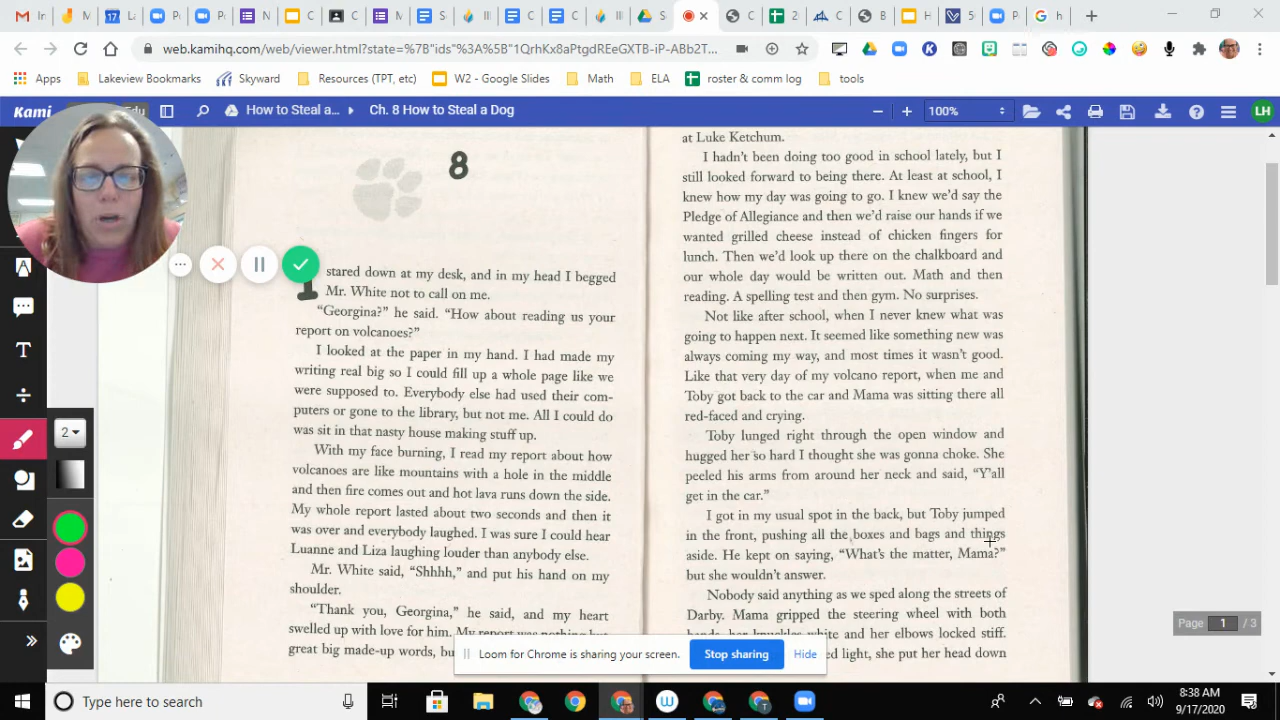 In
M
17
La
Po
Po
N
C
C
M
S
Ill
C
C
Ill
S
C
2
C
B
H
5
P
h
web.kamihq.com/web/viewer.html?state=%7B"ids"%3A%5B"1QrhKx8aPtgdREeGXTB-iP-ABb2T...
Apps
Lakeview Bookmarks
Skyward
Resources (TPT, etc)
W2 - Google Slides
Math
ELA
roster & comm log
tools
Kami
Edu
How to Steal a...
Ch. 8 How to Steal a Dog
100%
LH
8
I stared down at my desk, and in my head I begged
Mr. White not to call on me.
"Georgina?" he said. "How about reading us your
report on volcanoes?"
I looked at the paper in my hand. I had made my
writing real big so I could fill up a whole page like we
were supposed to. Everybody else had used their com-
puters or gone to the library, but not me. All I could do
was sit in that nasty house making stuff up.
With my face burning, I read my report about how
volcanoes are like mountains with a hole in the middle
and then fire comes out and hot lava runs down the side.
My whole report lasted about two seconds and then it
was over and everybody laughed. I was sure I could hear
Luanne and Liza laughing louder than anybody else.
Mr. White said, "Shhhh," and put his hand on my
shoulder.
"Thank you, Georgina," he said, and my heart
swelled up with love for him. My report was nothing but
great big made-up words, bu
at Luke Ketchum.
I hadn't been doing too good in school lately, but I
still looked forward to being there. At least at school, I
knew how my day was going to go. I knew we'd say the
Pledge of Allegiance and then we'd raise our hands if we
wanted grilled cheese instead of chicken fingers for
lunch. Then we'd look up there on the chalkboard and
our whole day would be written out. Math and then
reading. A spelling test and then gym. No surprises.
Not like after school, when I never knew what was
going to happen next. It seemed like something new was
always coming my way, and most times it wasn't good.
Like that very day of my volcano report, when me and
Toby got back to the car and Mama was sitting there all
red-faced and crying.
Toby lunged right through the open window and
hugged her so hard I thought she was gonna choke. She
peeled his arms from around her neck and said, "Y'all
get in the car."
I got in my usual spot in the back, but Toby jumped
in the front, pushing all the boxes and bags and things
aside. He kept on saying, "What's the matter, Mama?"
but she wouldn't answer.
Nobody said anything as we sped along the streets of
Darby. Mama gripped the steering wheel with both
hands, her knuckles white and her elbows locked stiff.
ed light, she put her head down
2
Page 1 / 3
Loom for Chrome is sharing your screen.
Stop sharing
Hide
Type here to search
8:38 AM
9/17/2020